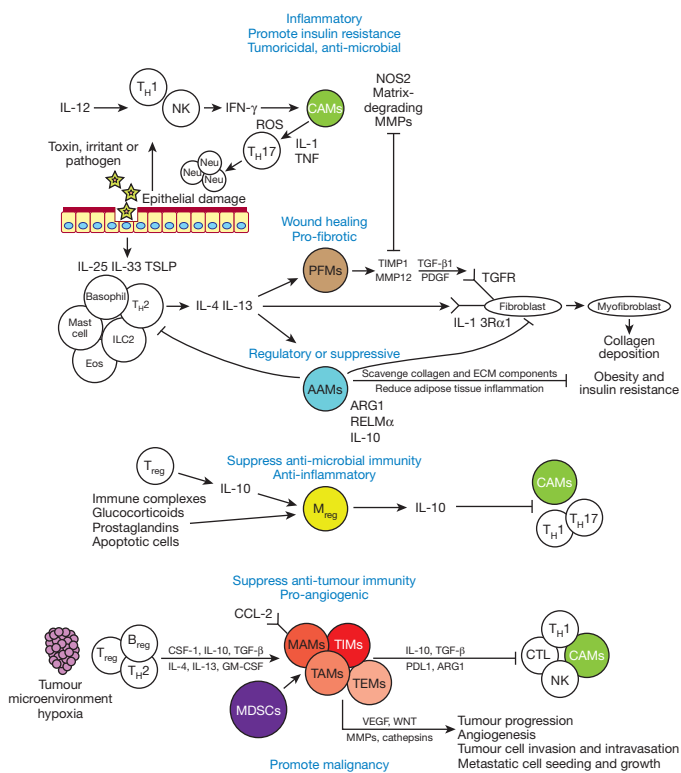 Inflammatory
Promote insulin resistance
Tumoricidal, anti-microbial
IL-12
TH1
NK
IFN-γ
CAMs
NOS2
Matrix-
degrading
MMPs
ROS
TH17
IL-1
TNF
Neu
Neu
Neu
Toxin, irritant or
pathogen
Epithelial damage
IL-25 IL-33 TSLP
Wound healing
Pro-fibrotic
PFMs
TIMP1
MMP12
TGF-β1
PDGF
TGFR
Basophil
TH2
Mast
cell
ILC2
Eos
IL-4 IL-13
IL-1 3Rα1
Fibroblast
Myofibroblast
Collagen
deposition
Regulatory or suppressive
AAMs
Scavenge collagen and ECM components
Reduce adipose tissue inflammation
Obesity and
insulin resistance
ARG1
RELMα
IL-10
Suppress anti-microbial immunity
Anti-inflammatory
Treg
IL-10
Immune complexes
Glucocorticoids
Prostaglandins
Apoptotic cells
Mreg
IL-10
CAMs
TH1
TH17
Suppress anti-tumour immunity
Pro-angiogenic
CCL-2
Tumour
microenvironment
hypoxia
Treg
Breg
TH2
CSF-1, IL-10, TGF-β
IL-4, IL-13, GM-CSF
MDSCs
MAMs
TIMs
TAMs
TEMs
IL-10, TGF-β
PDL1, ARG1
TH1
CTL
CAMs
NK
VEGF, WNT
MMPs, cathepsins
Tumour progression
Angiogenesis
Tumour cell invasion and intravasation
Metastatic cell seeding and growth
Promote malignancy